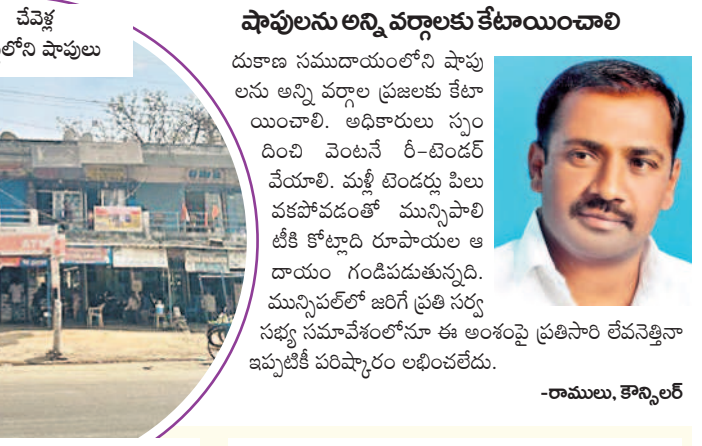 చేవెళ్ల
లోని షాపులు
షాపులను అన్ని వర్గాలకు కేటాయించాలి
దుకాణ సముదాయంలోని షాపు
లను అన్ని వర్గాల ప్రజలకు కేటా
యించాలి. అధికారులు స్పం
దించి వెంటనే రీ-టెండర్
వేయాలి. మళ్లీ టెండర్లు పిలు
వకపోవడంతో మున్సిపాలి
టీకి కోట్లాది రూపాయల ఆ
దాయం గండిపడుతున్నది.
మున్సిపల్‌లో జరిగే ప్రతి సర్వ
సభ్య సమావేశంలోనూ ఈ అంశంపై ప్రతిసారి లేవనెత్తినా
ఇప్పటికీ పరిష్కారం లభించలేదు.
-రాములు, కౌన్సిలర్
ATM